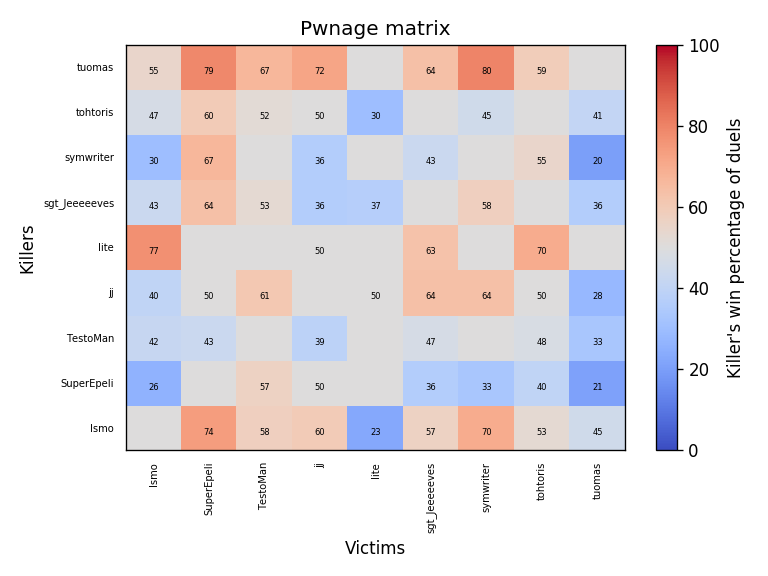 Pwnage matrix
tuomas 55 79 67 72 64 80 59
tohtoris 47 60 52 50 30 45 41
symwriter 30 67 36 43 55 20
sgt_Jeeeeeves 43 64 53 36 37 58 36
lite 77 50 63 70
jj 40 50 61 50 64 64 50 28
TestoMan 42 43 39 47 48 33
SuperEpeli 26 57 50 36 33 40 21
Ismo 74 58 60 23 57 70 53 45
Ismo SuperEpeli TestoMan jj lite sgt_Jeeeeeves symwriter tohtoris tuomas
Victims
Killers
100
80
60
40
20
0
Killer's win percentage of duels